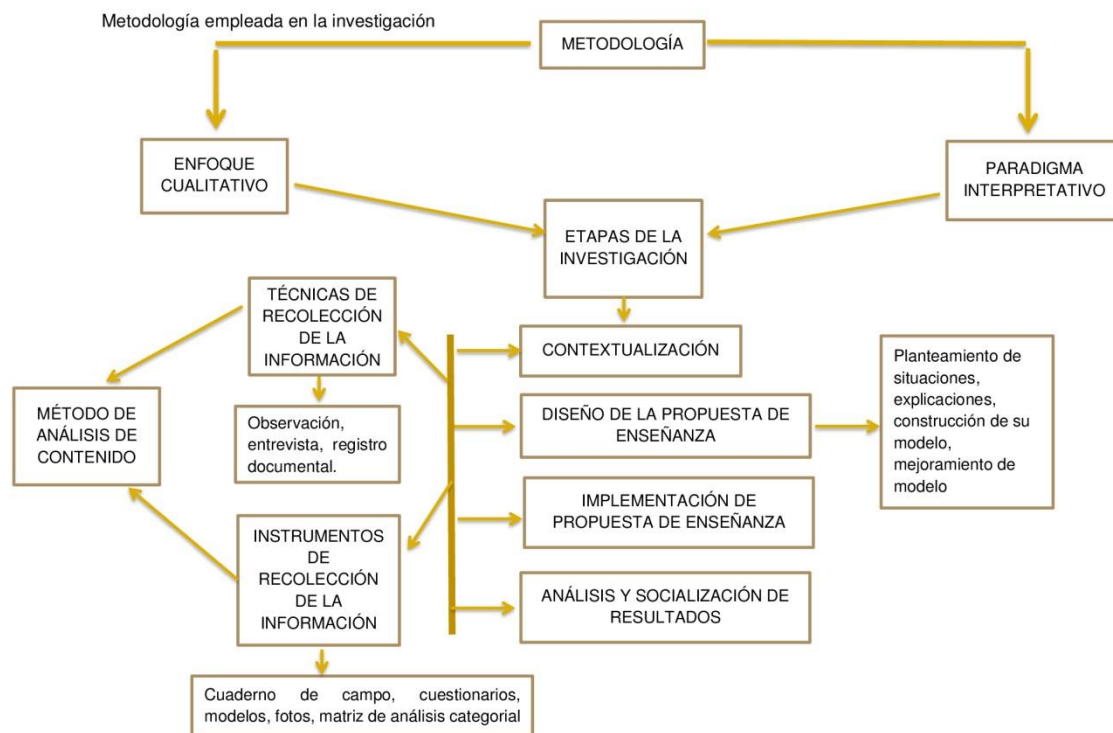 Metodología empleada en la investigación
METODOLOGÍA
ENFOQUE
CUALITATIVO
PARADIGMA
INTERPRETATIVO
ETAPAS DE LA
INVESTIGACIÓN
TÉCNICAS DE
RECOLECCIÓN
DE LA
INFORMACIÓN
CONTEXTUALIZACIÓN
Planteamiento de
situaciones,
explicaciones,
construcción de su
modelo,
mejoramiento de
modelo
MÉTODO DE
ANÁLISIS DE
CONTENIDO
Observación,
entrevista, registro
documental.
DISEÑO DE LA PROPUESTA DE
ENSEÑANZA
IMPLEMENTACIÓN DE
PROPUESTA DE ENSEÑANZA
INSTRUMENTOS
DE
RECOLECCIÓN
DE LA
INFORMACIÓN
ANÁLISIS Y SOCIALIZACIÓN DE
RESULTADOS
Cuaderno de campo, cuestionarios,
modelos, fotos, matriz de análisis categorial